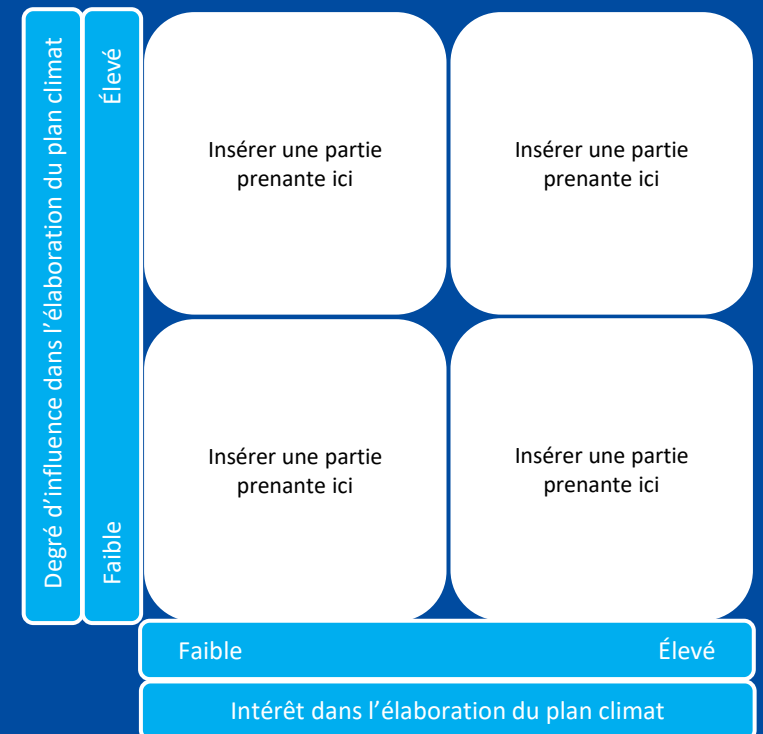 Degré d’influence dans l’élaboration du plan climat
Élevé
Faible
Insérer une partie
prenante ici
Insérer une partie
prenante ici
Insérer une partie
prenante ici
Insérer une partie
prenante ici
Faible
Élevé
Intérêt dans l’élaboration du plan climat